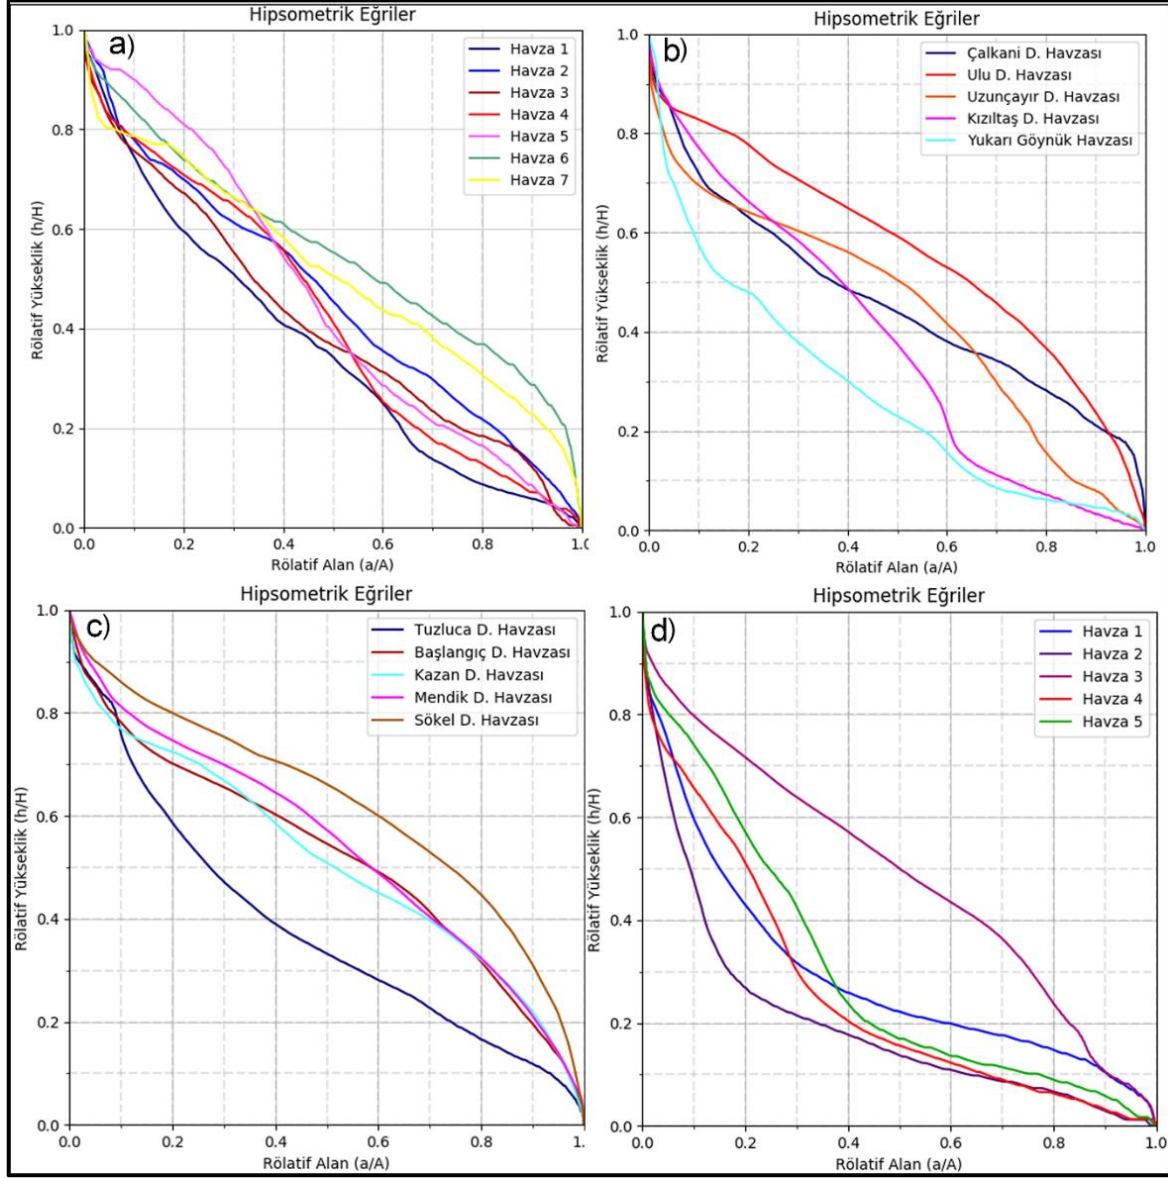 Hipsometrik Eğriler
a)
Havza 1
Havza 2
Havza 3
Havza 4
Havza 5
Havza 6
Havza 7
1.0
0.8
0.6
0.4
0.2
0.0
0.0 0.2 0.4 0.6 0.8 1.0
Rölatif Yükseklik (h/H)
Rölatif Alan (a/A)
Hipsometrik Eğriler
b)
Çalkani D. Havzası
Ulu D. Havzası
Uzunçayır D. Havzası
Kızıltaş D. Havzası
Yukarı Göynük Havzası
1.0
0.8
0.6
0.4
0.2
0.0
0.0 0.2 0.4 0.6 0.8 1.0
Rölatif Yükseklik (h/H)
Rölatif Alan (a/A)
Hipsometrik Eğriler
c)
Tuzluca D. Havzası
Başlangıç D. Havzası
Kazan D. Havzası
Mendik D. Havzası
Sökel D. Havzası
1.0
0.8
0.6
0.4
0.2
0.0
0.0 0.2 0.4 0.6 0.8 1.0
Rölatif Yükseklik (h/H)
Rölatif Alan (a/A)
Hipsometrik Eğriler
d)
Havza 1
Havza 2
Havza 3
Havza 4
Havza 5
1.0
0.8
0.6
0.4
0.2
0.0
0.0 0.2 0.4 0.6 0.8 1.0
Rölatif Yükseklik (h/H)
Rölatif Alan (a/A)